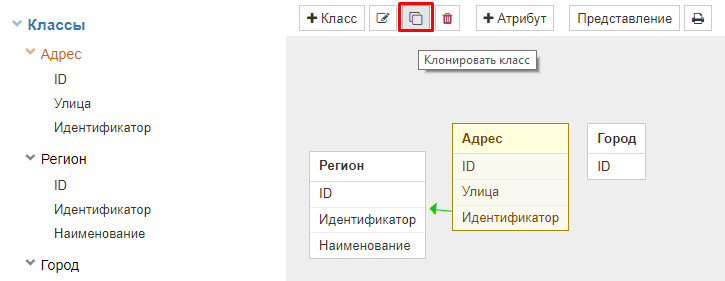 Классы
Адрес
ID
Улица
Идентификатор
Регион
ID
Идентификатор
Наименование
Город
+ Класс
+ Атрибут
Представление
Клонировать класс
Регион
ID
Идентификатор
Наименование
Адрес
ID
Улица
Идентификатор
Город
ID